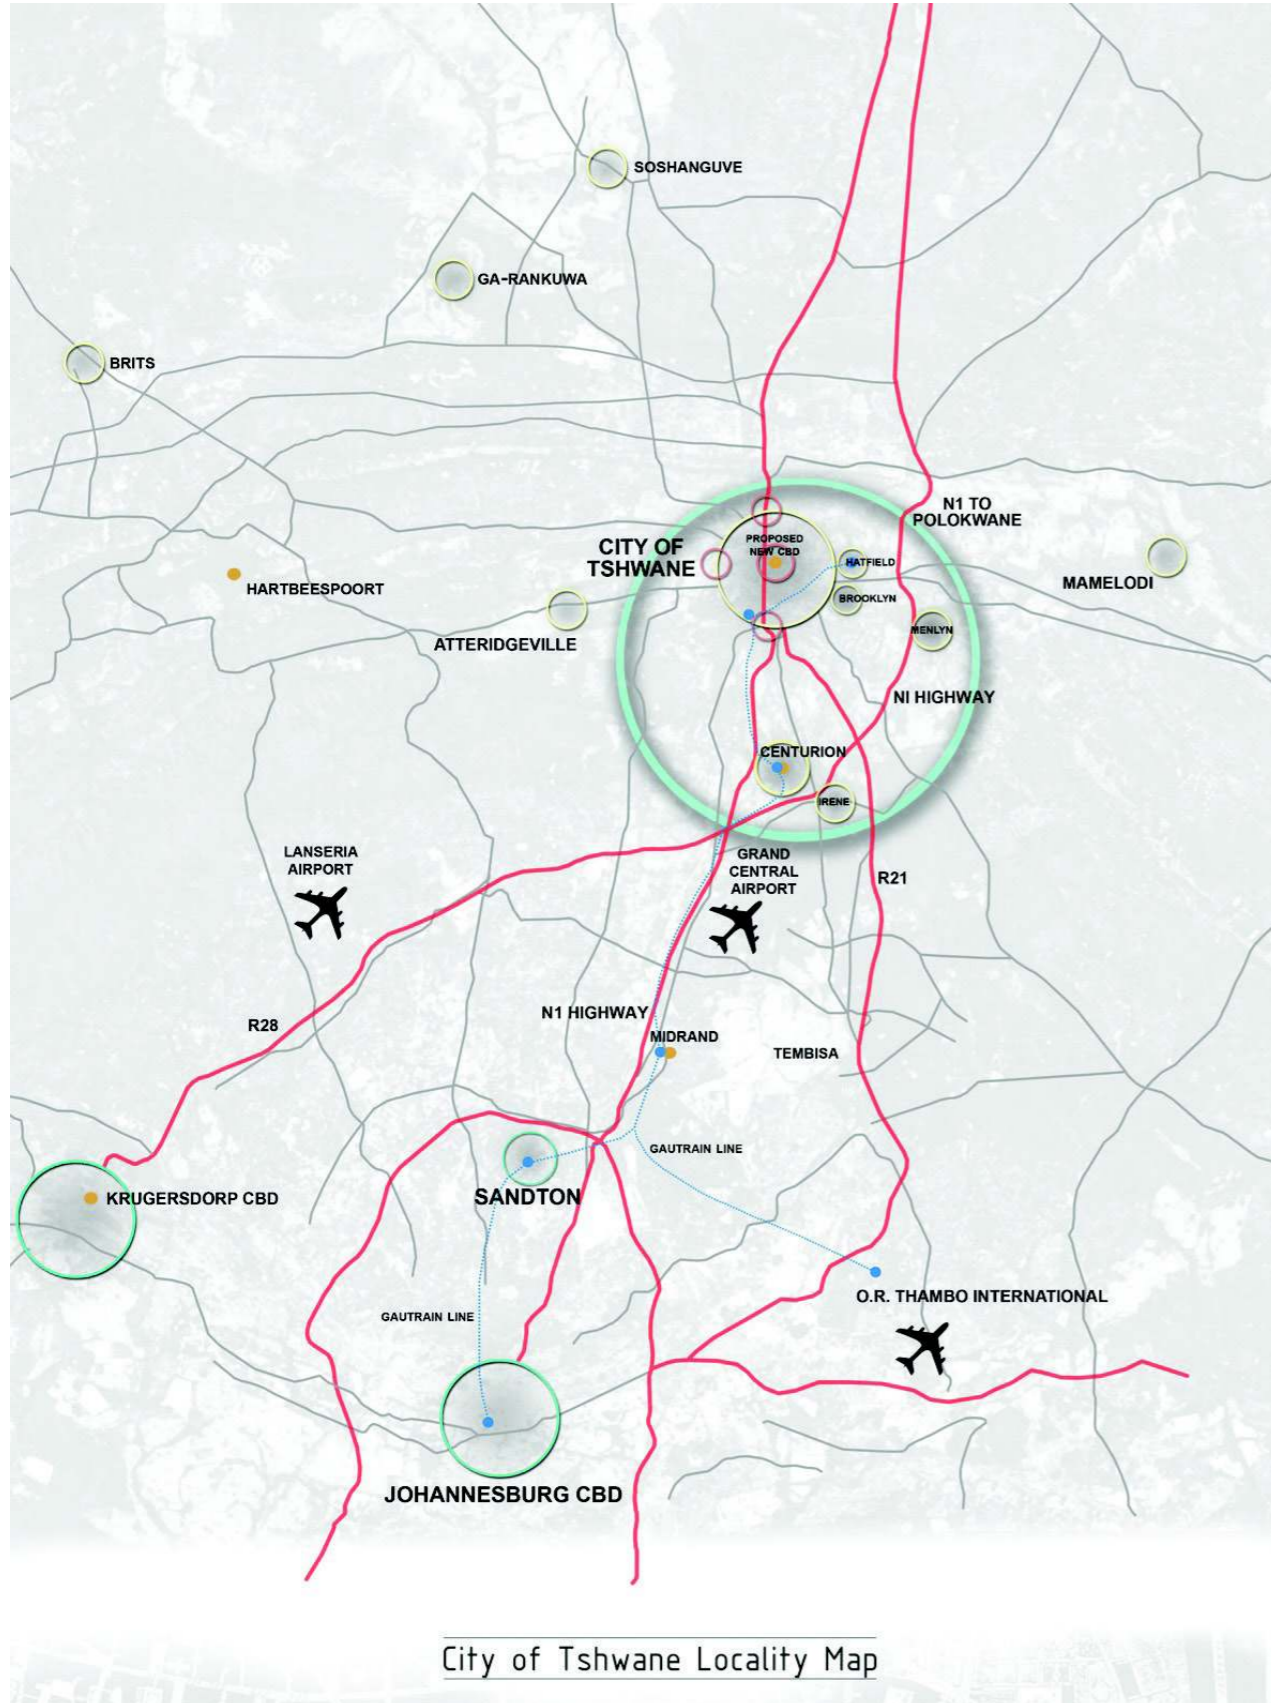 SOSHANGUVE
GA-RANKUWA
BRITS
N1 TO
POLOKWANE
PROPOSED
NEW CBD
CITY OF
TSHWANE
HATFIELD
MAMELODI
HARTBEESPOORT
BROOKLYN
ATTERIDGEVILLE
MENLYN
NI HIGHWAY
CENTURION
IRENE
LANSERIA
AIRPORT
GRAND
CENTRAL
AIRPORT
R21
N1 HIGHWAY
R28
MIDRAND
TEMBISA
GAUTRAIN LINE
SANDTON
KRUGERSDORP CBD
O.R. THAMBO INTERNATIONAL
GAUTRAIN LINE
JOHANNESBURG CBD
City of Tshwane Locality Map